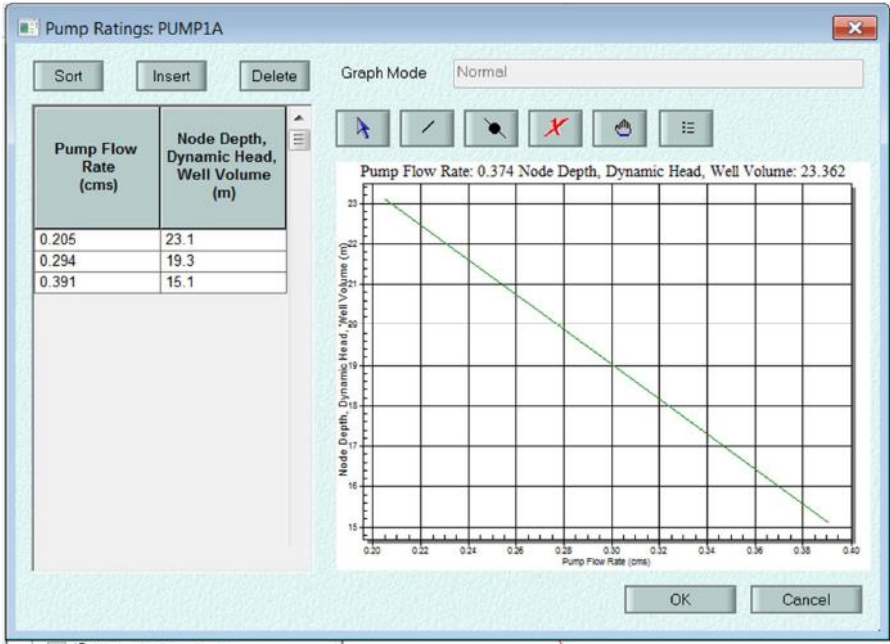 Pump Ratings: PUMP1A
Sort
Insert
Delete
Graph Mode
Normal
Pump Flow
Rate
(cms)
Node Depth,
Dynamic Head,
Well Volume
(m)
0.205 23.1
0.294 19.3
0.391 15.1
Pump Flow Rate: 0.374 Node Depth, Dynamic Head, Well Volume: 23.362
Node Depth, Dynamic Head, Well Volume (m)
23
22
21
20
19
18
17
16
15
0.20 0.22 0.24 0.26 0.28 0.30 0.32 0.34 0.36 0.38 0.40
Pump Flow Rate (cms)
OK
Cancel